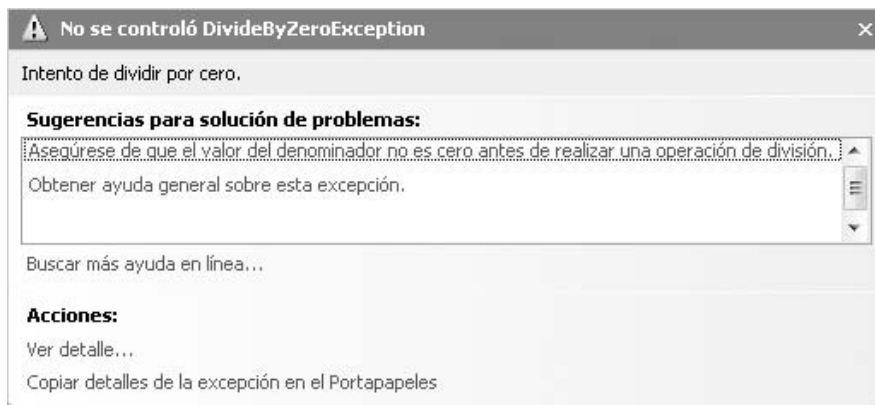 No se controló DivideByZeroException
Intento de dividir por cero.
Sugerencias para solución de problemas:
Asegúrese de que el valor del denominador no es cero antes de realizar una operación de división.
Obtener ayuda general sobre esta excepción.
Buscar más ayuda en línea...
Acciones:
Ver detalle...
Copiar detalles de la excepción en el Portapapeles